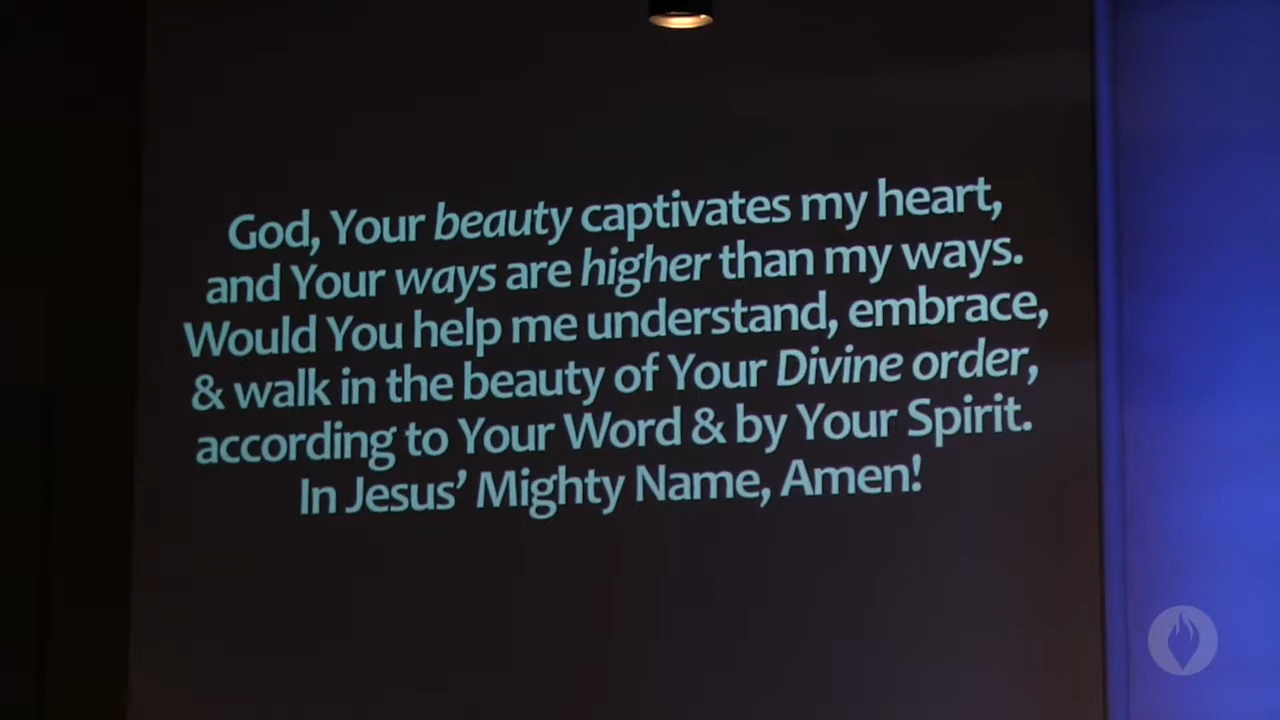 God, Your beauty captivates my heart,
and Your ways are higher than my ways.
Would You help me understand, embrace,
& walk in the beauty of Your Divine order,
according to Your Word & by Your Spirit.
In Jesus’ Mighty Name, Amen!